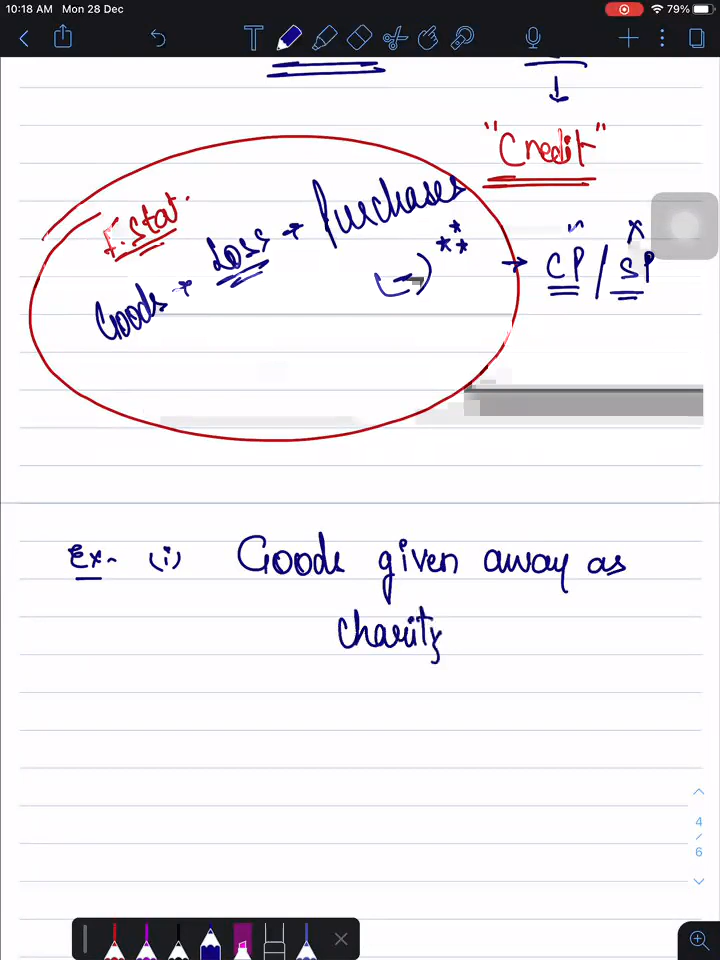 10:18 AM Mon 28 Dec
79%
"Credit"
F. Stat.
Goods → Loss → Purchases
(-) ***
→ CP / SP
Ex- (i) Goods given away as
charity
4
6